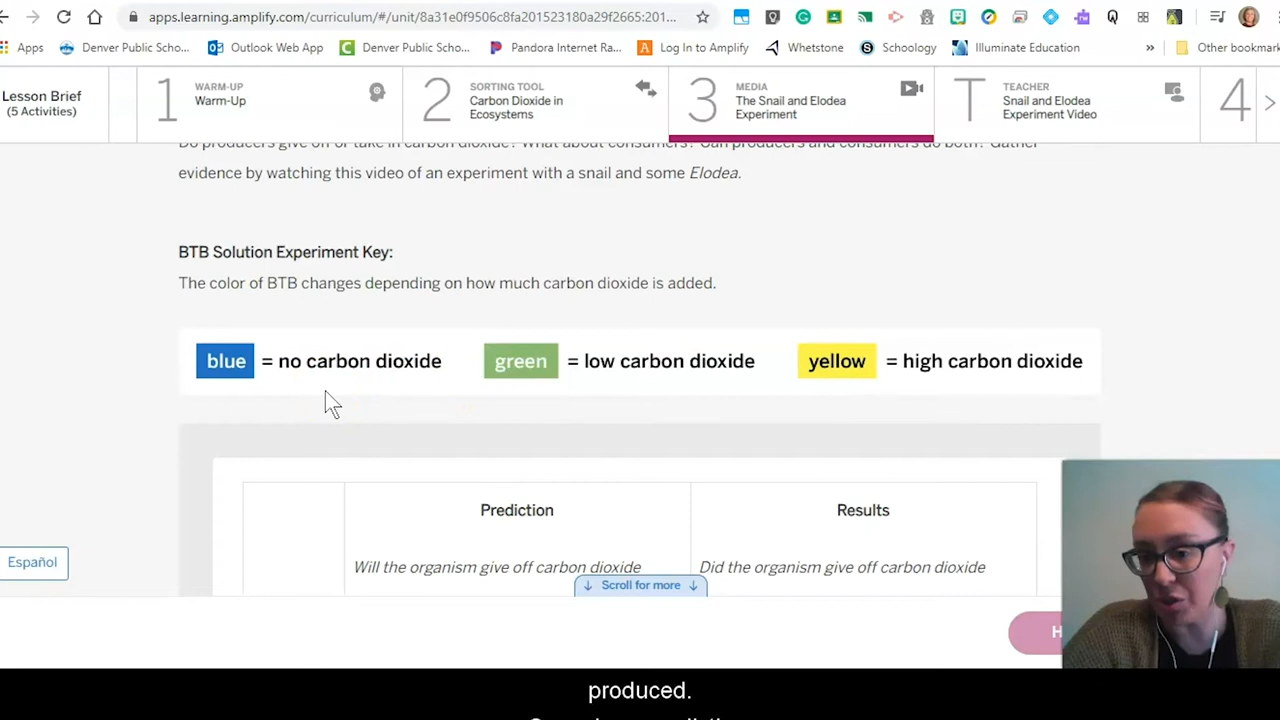 apps.learning.amplify.com/curriculum/#/unit/8a31e0f9506c8fa201523180a29f2665:201...
Apps
Denver Public Scho...
Outlook Web App
Denver Public Scho...
Pandora Internet Ra...
Log In to Amplify
Whetstone
Schoology
Illuminate Education
»
Other bookmark
Lesson Brief
(5 Activities)
1
WARM-UP
Warm-Up
2
SORTING TOOL
Carbon Dioxide in
Ecosystems
3
MEDIA
The Snail and Elodea
Experiment
T
TEACHER
Snail and Elodea
Experiment Video
4
Do producers give off or take in carbon dioxide? What about consumers? Can producers and consumers do both? Gather
evidence by watching this video of an experiment with a snail and some Elodea.
BTB Solution Experiment Key:
The color of BTB changes depending on how much carbon dioxide is added.
blue = no carbon dioxide
green = low carbon dioxide
yellow = high carbon dioxide
Prediction
Results
Will the organism give off carbon dioxide
Did the organism give off carbon dioxide
↓ Scroll for more ↓
Español
H
produced.